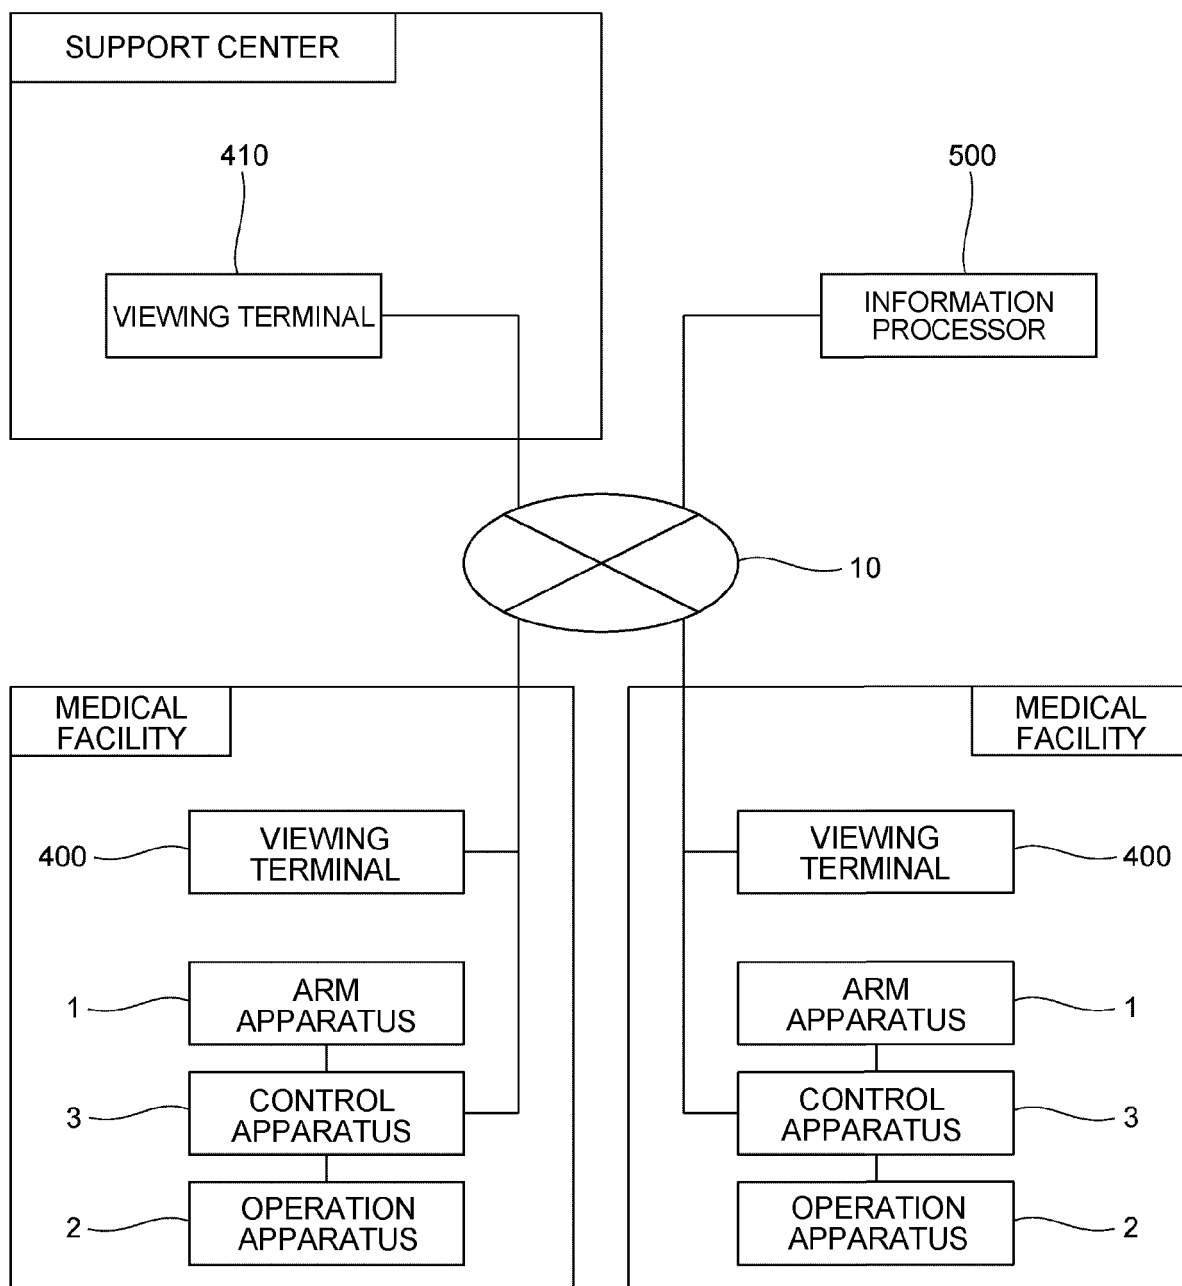 SUPPORT CENTER
410
500
VIEWING TERMINAL
INFORMATION
PROCESSOR
10
MEDICAL
FACILITY
MEDICAL
FACILITY
400
VIEWING
TERMINAL
VIEWING
TERMINAL
400
1
ARM
APPARATUS
ARM
APPARATUS
1
3
CONTROL
APPARATUS
CONTROL
APPARATUS
3
2
OPERATION
APPARATUS
OPERATION
APPARATUS
2